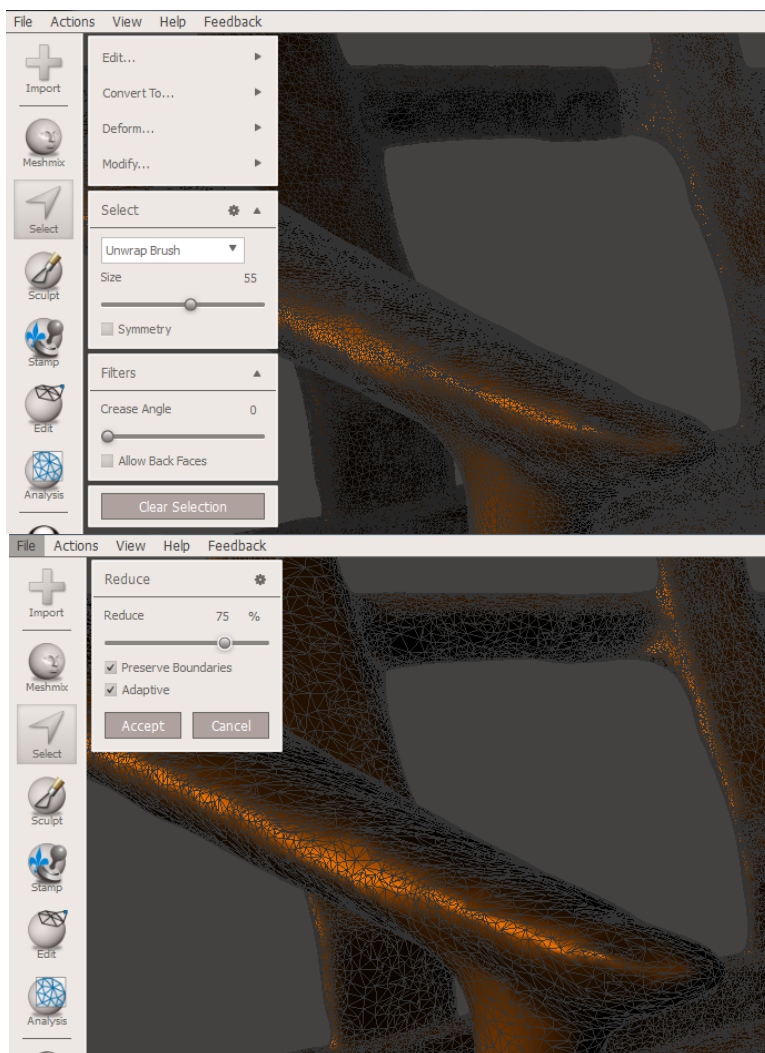 File Actions View Help Feedback
Import
Meshmix
Select
Sculpt
Stamp
Edit
Analysis
Edit...
Convert To...
Deform...
Modify...
Select
Unwrap Brush
Size 55
Symmetry
Filters
Crease Angle 0
Allow Back Faces
Clear Selection
File Actions View Help Feedback
Import
Meshmix
Select
Sculpt
Stamp
Edit
Analysis
Reduce
Reduce 75 %
Preserve Boundaries
Adaptive
Accept Cancel